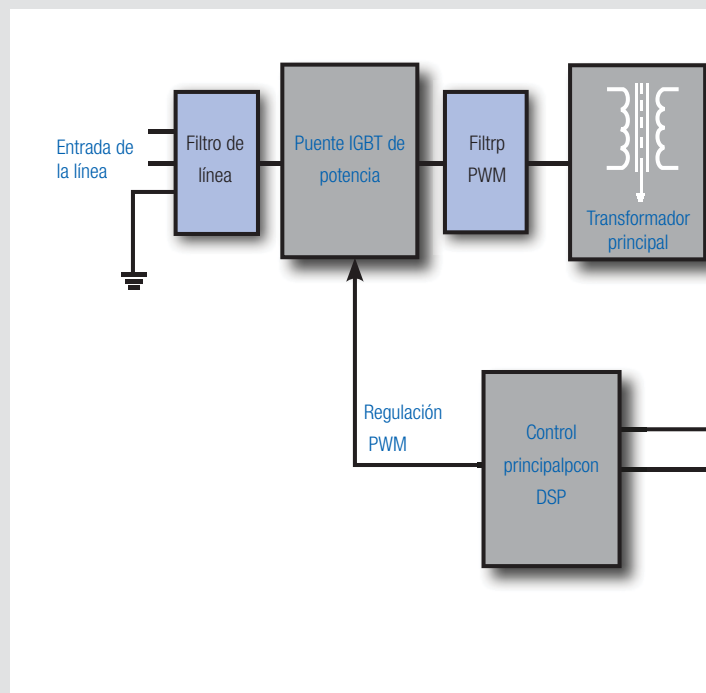 Entrada de
la línea
Filtro de
línea
Puente IGBT de
potencia
Filtrp
PWM
Transformador
principal
Regulación
PWM
Control
principalpcon
DSP